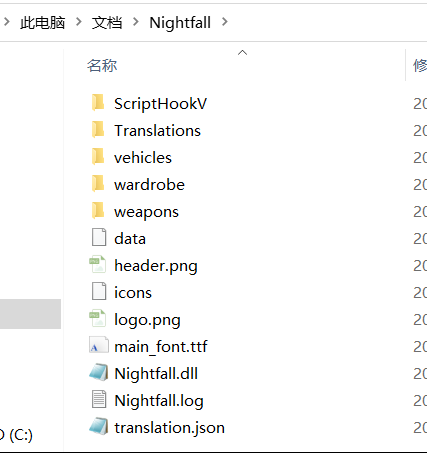 此电脑 > 文档 > Nightfall >
名称
修
ScriptHookV
20
Translations
20
vehicles
20
wardrobe
20
weapons
20
data
20
header.png
20
icons
20
logo.png
20
main_font.ttf
20
Nightfall.dll
20
Nightfall.log
20
translation.json
20
(C:)